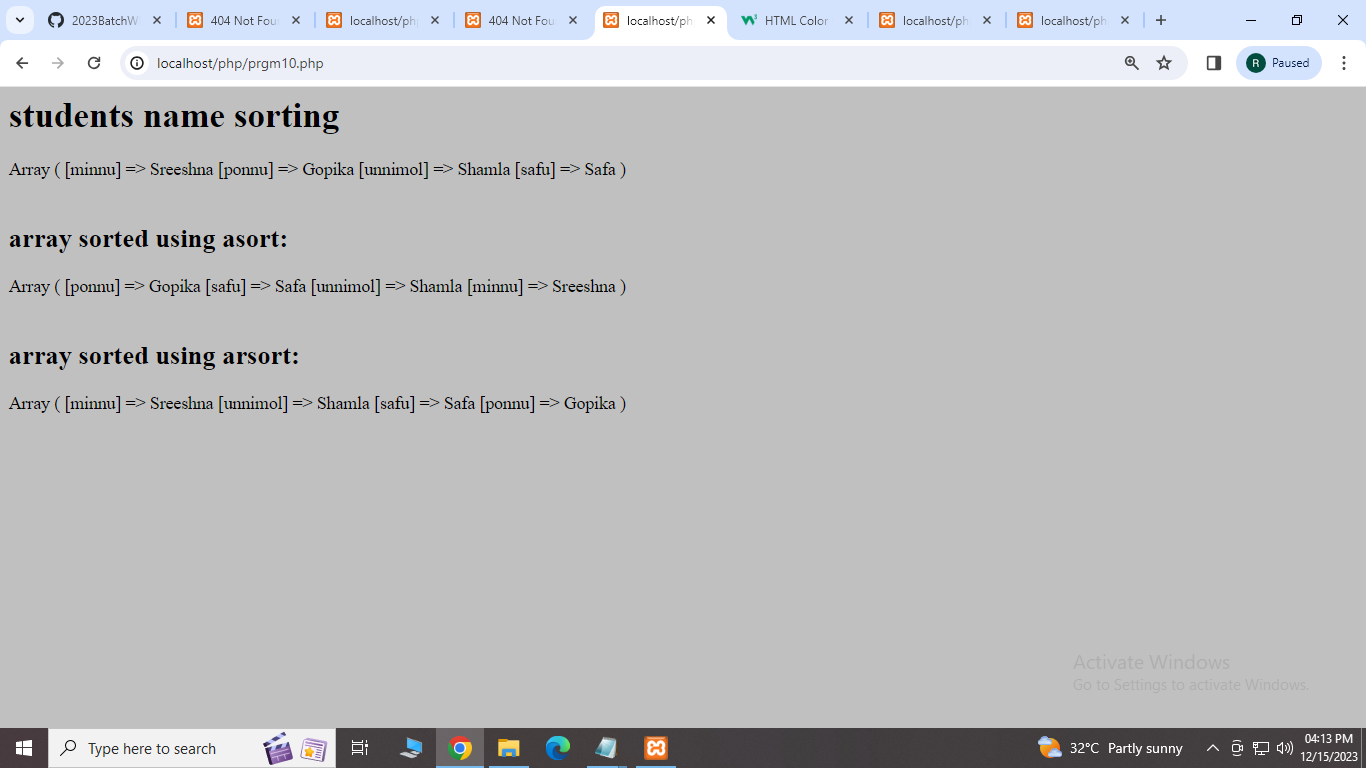 2023BatchW
404 Not Fou
localhost/ph
404 Not Fou
localhost/ph
HTML Color
localhost/ph
localhost/ph
localhost/php/prgm10.php
R Paused
students name sorting
Array ( [minnu] => Sreeshna [ponnu] => Gopika [unnimol] => Shamla [safu] => Safa )
array sorted using asort:
Array ( [ponnu] => Gopika [safu] => Safa [unnimol] => Shamla [minnu] => Sreeshna )
array sorted using arsort:
Array ( [minnu] => Sreeshna [unnimol] => Shamla [safu] => Safa [ponnu] => Gopika )
Activate Windows
Go to Settings to activate Windows.
Type here to search
32°C Partly sunny
04:13 PM
12/15/2023